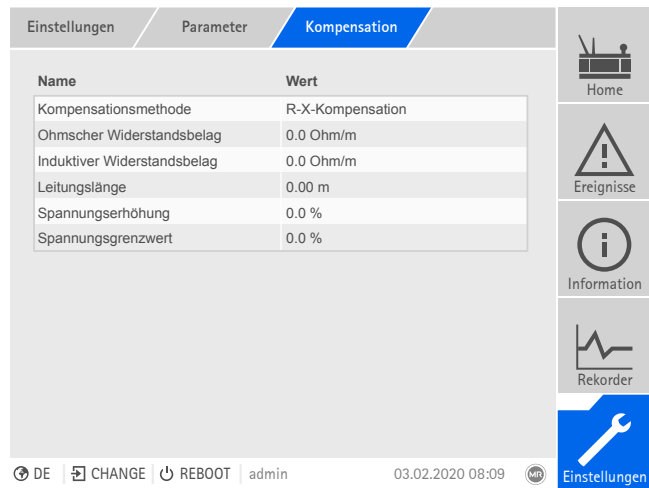 Einstellungen Parameter Kompensation
Name Wert
Kompensationsmethode R-X-Kompensation
Ohmscher Widerstandsbelag 0.0 Ohm/m
Induktiver Widerstandsbelag 0.0 Ohm/m
Leitungslänge 0.00 m
Spannungserhöhung 0.0 %
Spannungsgrenzwert 0.0 %
Home
Ereignisse
Information
Rekorder
Einstellungen
DE CHANGE REBOOT admin 03.02.2020 08:09 MR